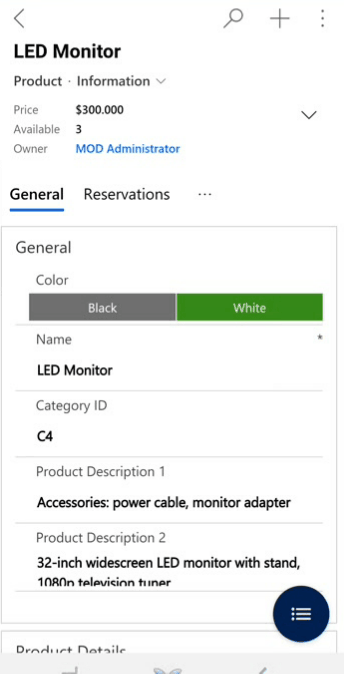 LED Monitor
Product · Information
Price $300.000
Available 3
Owner MOD Administrator
General Reservations ...
General
Color
Black White
Name *
LED Monitor
Category ID
C4
Product Description 1
Accessories: power cable, monitor adapter
Product Description 2
32-inch widescreen LED monitor with stand,
1080p television tuner
Product Details